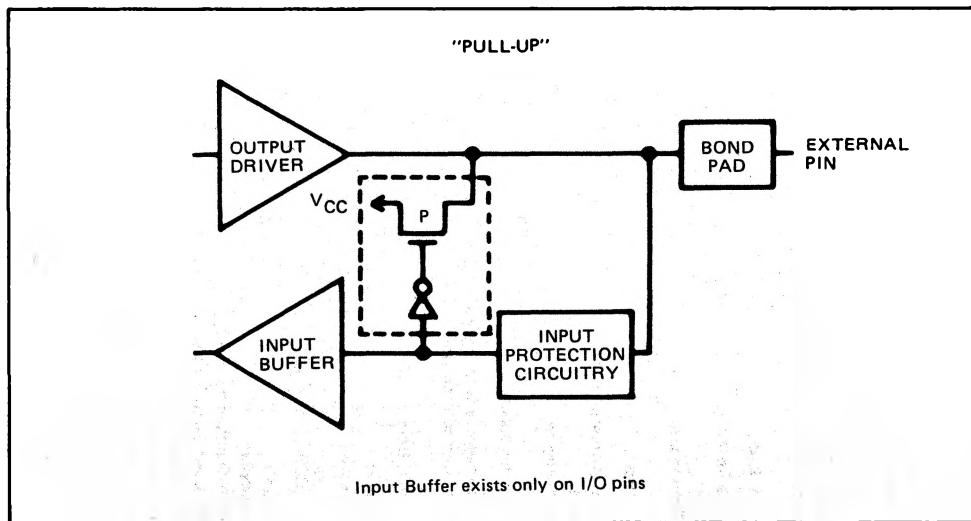 "PULL-UP"
OUTPUT
DRIVER
BOND
PAD
EXTERNAL
PIN
VCC
P
INPUT
BUFFER
INPUT
PROTECTION
CIRCUITRY
Input Buffer exists only on I/O pins